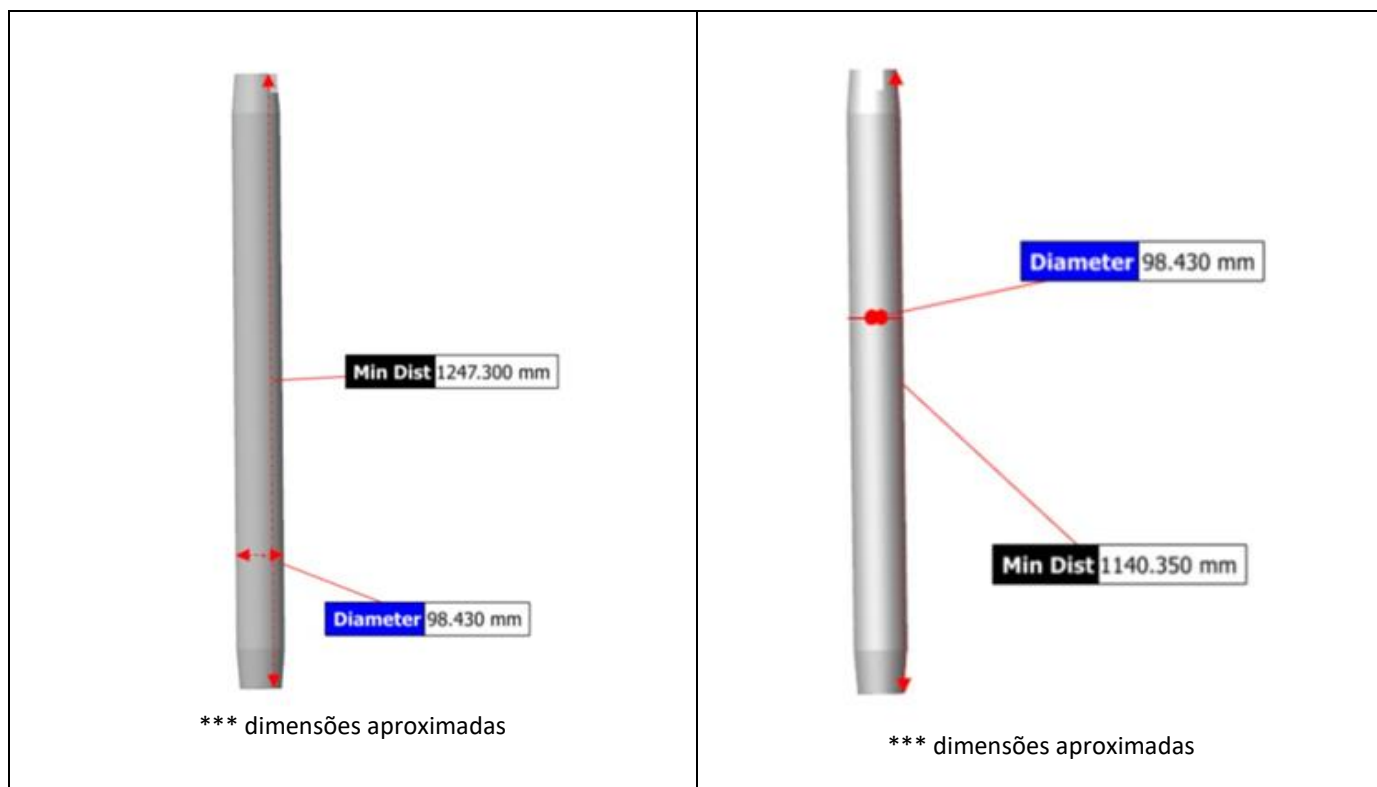 Min Dist 1247.300 mm
Diameter 98.430 mm
*** dimensões aproximadas
Diameter 98.430 mm
Min Dist 1140.350 mm
*** dimensões aproximadas